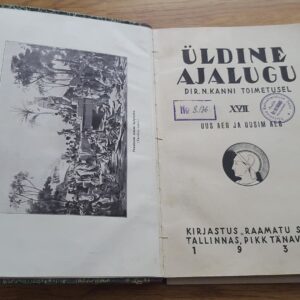 ÜLDINE
AJALUGU
DIR. N. KANNI TOIMETUSEL
XVII
UUS AEG JA UUSIM AEG
KIRJASTUS „RAAMATU S
TALLINNAS, PIKK TÄNAV
193